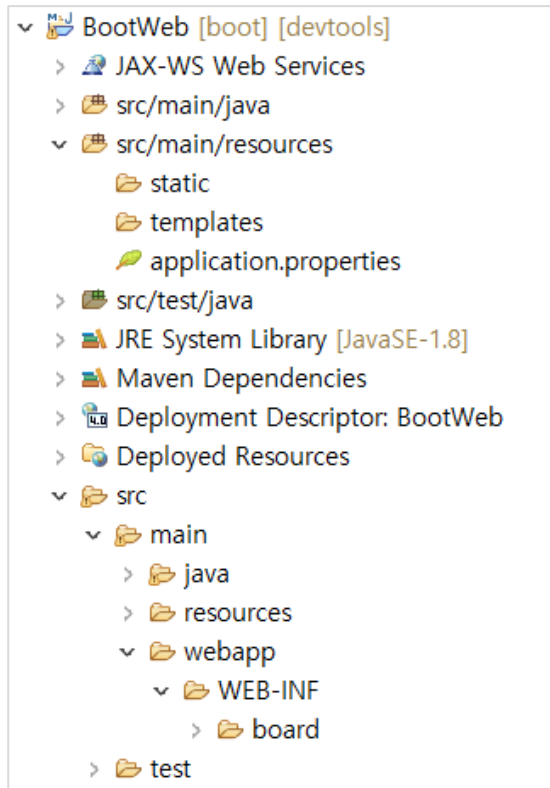 BootWeb [boot] [devtools]
JAX-WS Web Services
src/main/java
src/main/resources
static
templates
application.properties
src/test/java
JRE System Library [JavaSE-1.8]
Maven Dependencies
Deployment Descriptor: BootWeb
Deployed Resources
src
main
java
resources
webapp
WEB-INF
board
test